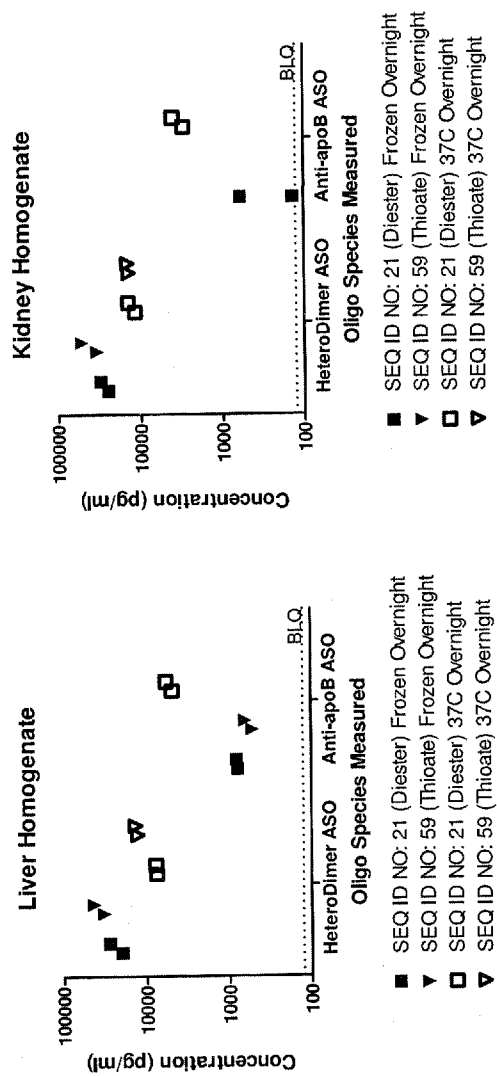 Liver Homogenate
Concentration (pg/ml)
100000
10000
1000
100
BLQ
HeteroDimer ASO
Anti-apoB ASO
Oligo Species Measured
SEQ ID NO: 21 (Diester) Frozen Overnight
SEQ ID NO: 59 (Thioate) Frozen Overnight
SEQ ID NO: 21 (Diester) 37C Overnight
SEQ ID NO: 59 (Thioate) 37C Overnight
Kidney Homogenate
Concentration (pg/ml)
100000
10000
1000
100
BLQ
HeteroDimer ASO
Anti-apoB ASO
Oligo Species Measured
SEQ ID NO: 21 (Diester) Frozen Overnight
SEQ ID NO: 59 (Thioate) Frozen Overnight
SEQ ID NO: 21 (Diester) 37C Overnight
SEQ ID NO: 59 (Thioate) 37C Overnight